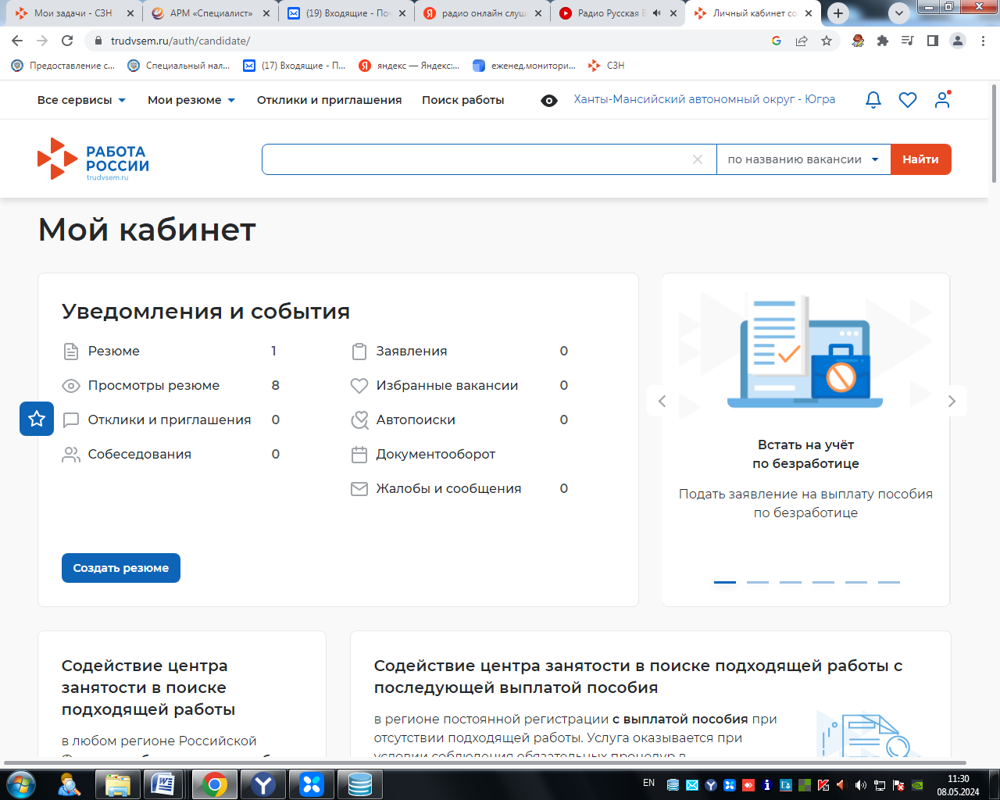 Мои задачи - СЗН
АРМ «Специалист»
(19) Входящие - Поч
радио онлайн слуш
Радио Русская В
Личный кабинет со
trudvsem.ru/auth/candidate/
Предоставление с...
Специальный нал...
(17) Входящие - П...
яндекс — Яндекс:...
еженед.монитори...
СЗН
Все сервисы
Мои резюме
Отклики и приглашения
Поиск работы
Ханты-Мансийский автономный округ - Югра
РАБОТА
РОССИИ
trudvsem.ru
по названию вакансии
Найти
Мой кабинет
Уведомления и события
Резюме 1
Просмотры резюме 8
Отклики и приглашения 0
Собеседования 0
Заявления 0
Избранные вакансии 0
Автопоиски 0
Документооборот
Жалобы и сообщения 0
Создать резюме
Встать на учёт
по безработице
Подать заявление на выплату пособия
по безработице
Содействие центра
занятости в поиске
подходящей работы
в любом регионе Российской
Содействие центра занятости в поиске подходящей работы с
последующей выплатой пособия
в регионе постоянной регистрации с выплатой пособия при
отсутствии подходящей работы. Услуга оказывается при
условии соблюдения обязательных процедур в
EN
11:30
08.05.2024